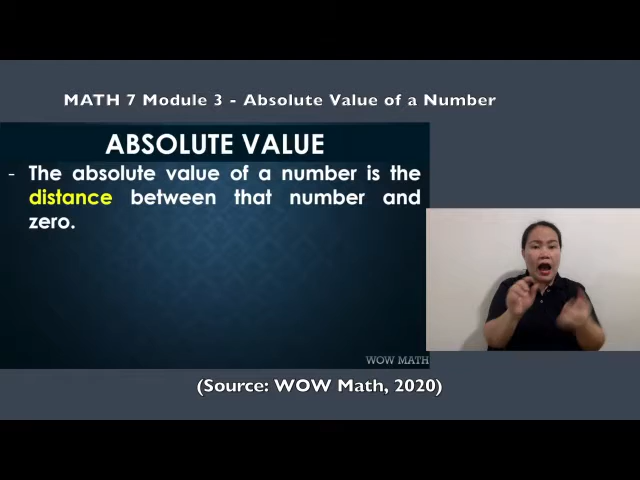 MATH 7 Module 3 - Absolute Value of a Number
ABSOLUTE VALUE
- The absolute value of a number is the
distance between that number and
zero.
WOW MATH
(Source: WOW Math, 2020)